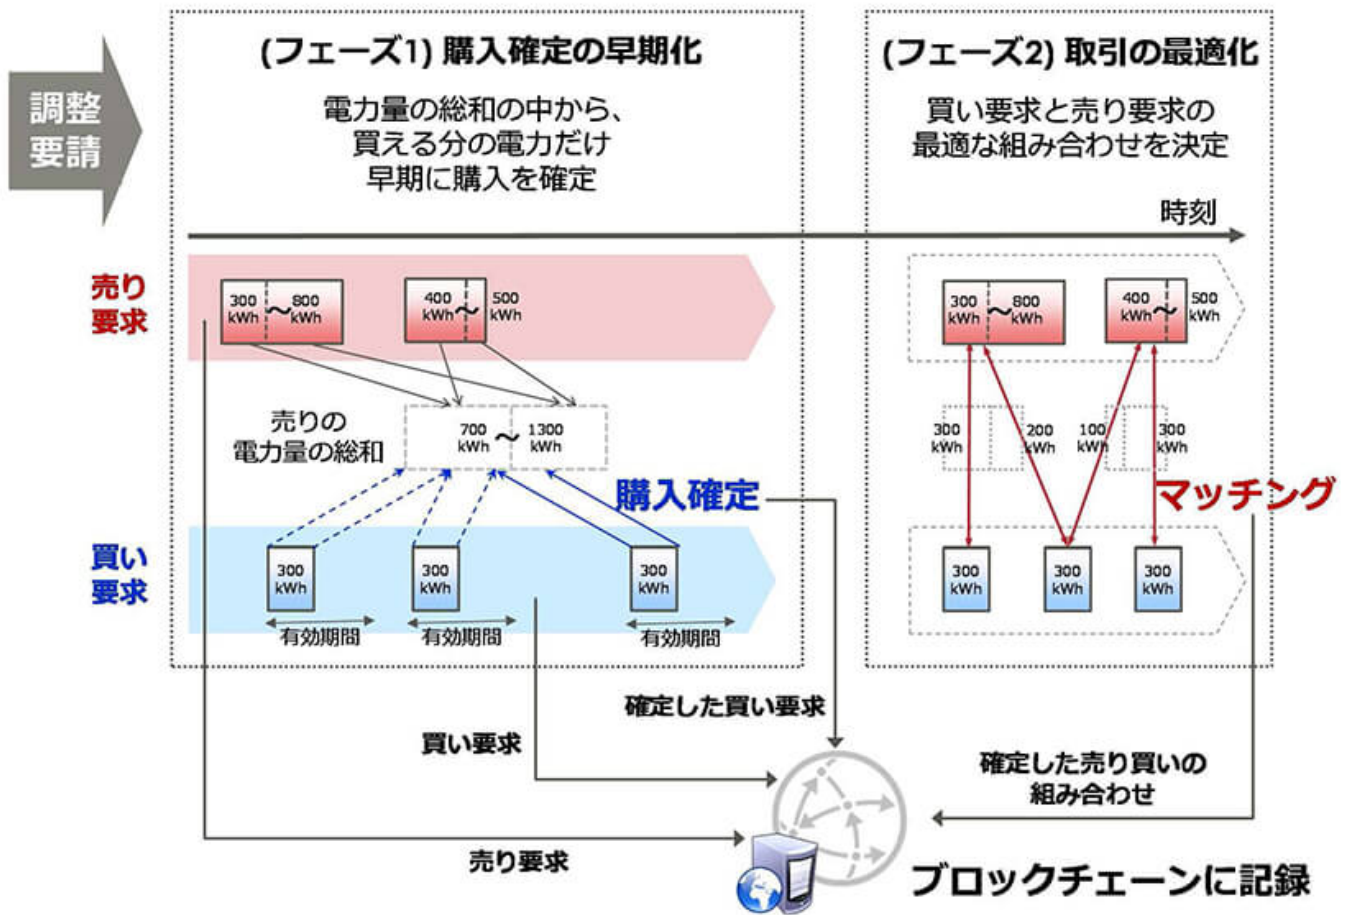 調整
要請
(フェーズ1) 購入確定の早期化
電力量の総和の中から、
買える分の電力だけ
早期に購入を確定
(フェーズ2) 取引の最適化
買い要求と売り要求の
最適な組み合わせを決定
時刻
売り
要求
300
kWh
～
800
kWh
400
kWh
～
500
kWh
300
kWh
～
800
kWh
400
kWh
～
500
kWh
売りの
電力量の総和
700
kWh
～
1300
kWh
300
kWh
200
kWh
100
kWh
300
kWh
購入確定
マッチング
買い
要求
300
kWh
300
kWh
300
kWh
有効期間
有効期間
有効期間
300
kWh
300
kWh
300
kWh
確定した買い要求
買い要求
確定した売り買いの
組み合わせ
売り要求
ブロックチェーンに記録